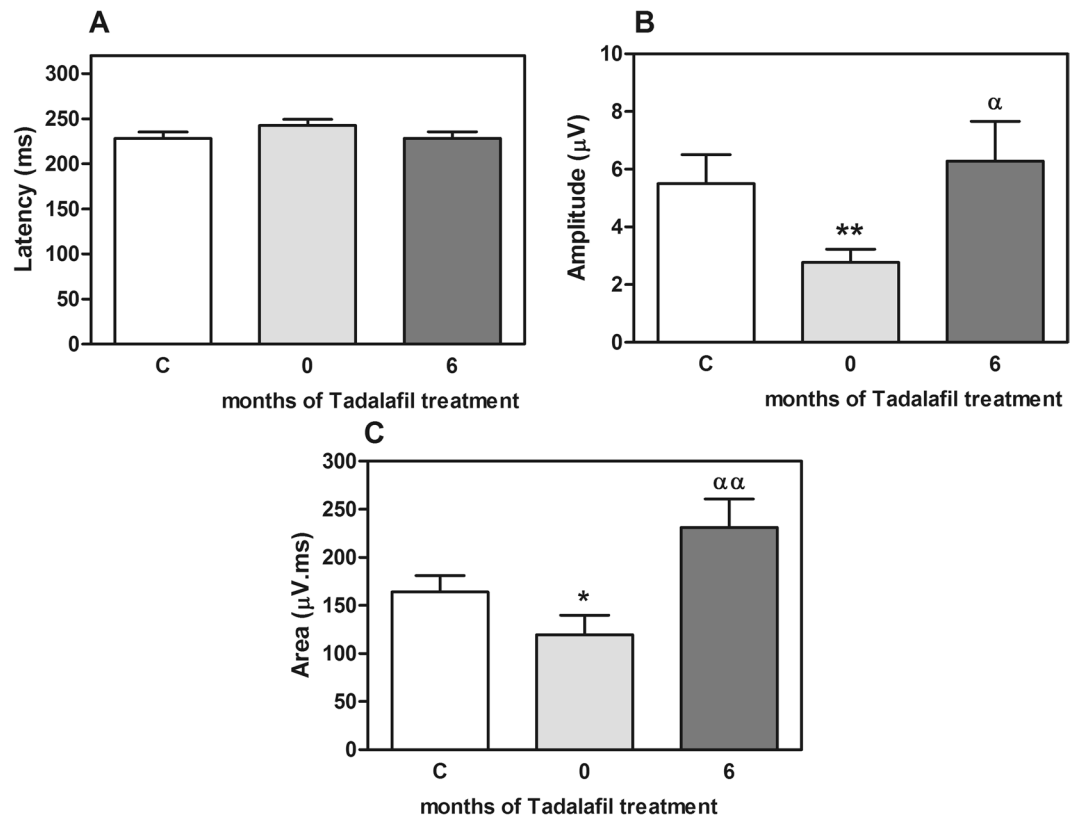 A
Latency (ms)
300
250
200
150
100
50
0
C 0 6
months of Tadalafil treatment
B
Amplitude (μV)
10
8
6
4
2
0
α
**
C 0 6
months of Tadalafil treatment
C
Area (μV.ms)
300
250
200
150
100
50
0
αα
*
C 0 6
months of Tadalafil treatment